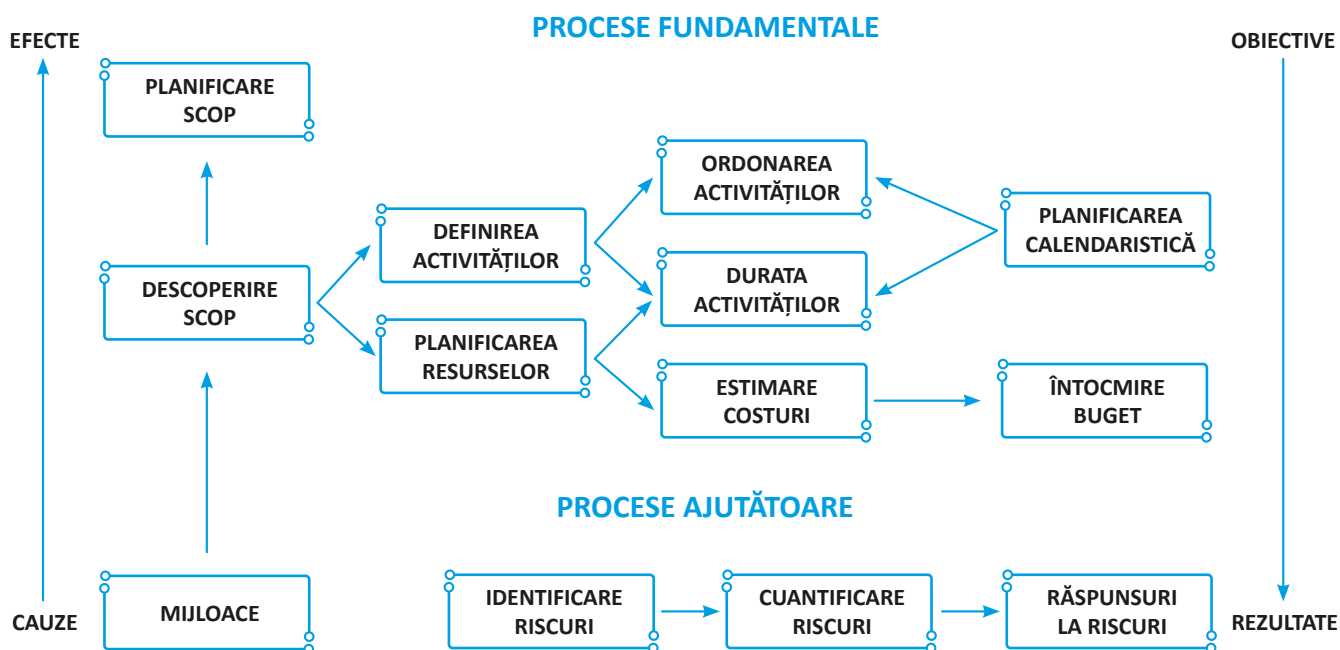 PROCESE FUNDAMENTALE
EFECTE
OBIECTIVE
PLANIFICARE
SCOP
ORDONAREA
ACTIVITĂȚILOR
DEFINIREA
ACTIVITĂȚILOR
PLANIFICAREA
CALENDARISTICĂ
DESCOPERIRE
SCOP
DURATA
ACTIVITĂȚILOR
PLANIFICAREA
RESURSELOR
ESTIMARE
COSTURI
ÎNTOCMIRE
BUGET
PROCESE AJUTĂTOARE
CAUZE
MIJLOACE
IDENTIFICARE
RISCURI
CUANTIFICARE
RISCURI
RĂSPUNSURI
LA RISCURI
REZULTATE